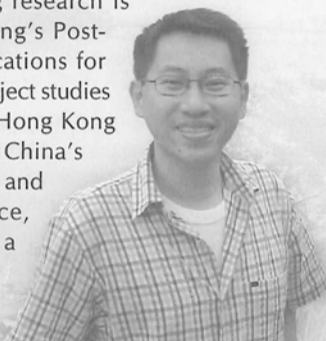 research is
ng's Post-
cations for
ject studies
Hong Kong
China's
and
ce,
a